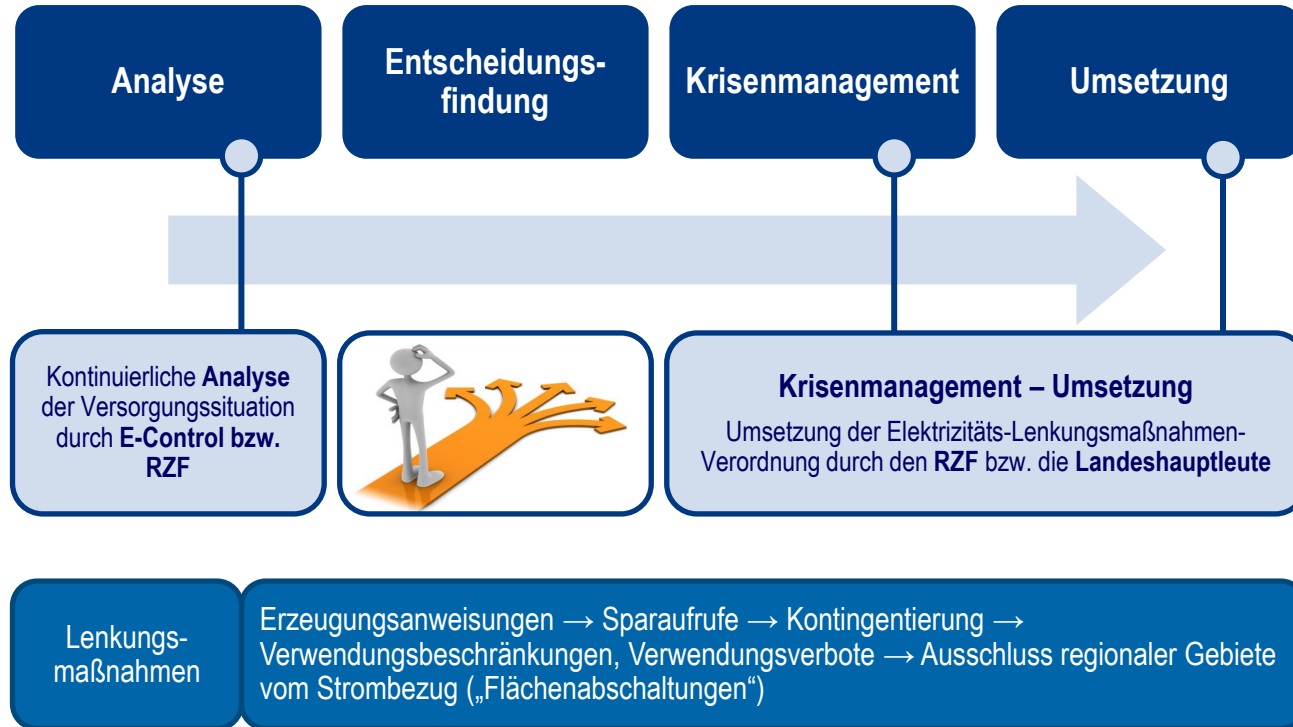 Analyse
Entscheidungs-
findung
Krisenmanagement
Umsetzung
Kontinuierliche Analyse
der Versorgungssituation
durch E-Control bzw.
RZF
Krisenmanagement – Umsetzung
Umsetzung der Elektrizitäts-Lenkungsmaßnahmen-
Verordnung durch den RZF bzw. die Landeshauptleute
Lenkungs-
maßnahmen
Erzeugungsanweisungen → Sparaufrufe → Kontingentierung →
Verwendungsbeschränkungen, Verwendungsverbote → Ausschluss regionaler Gebiete
vom Strombezug („Flächenabschaltungen“)